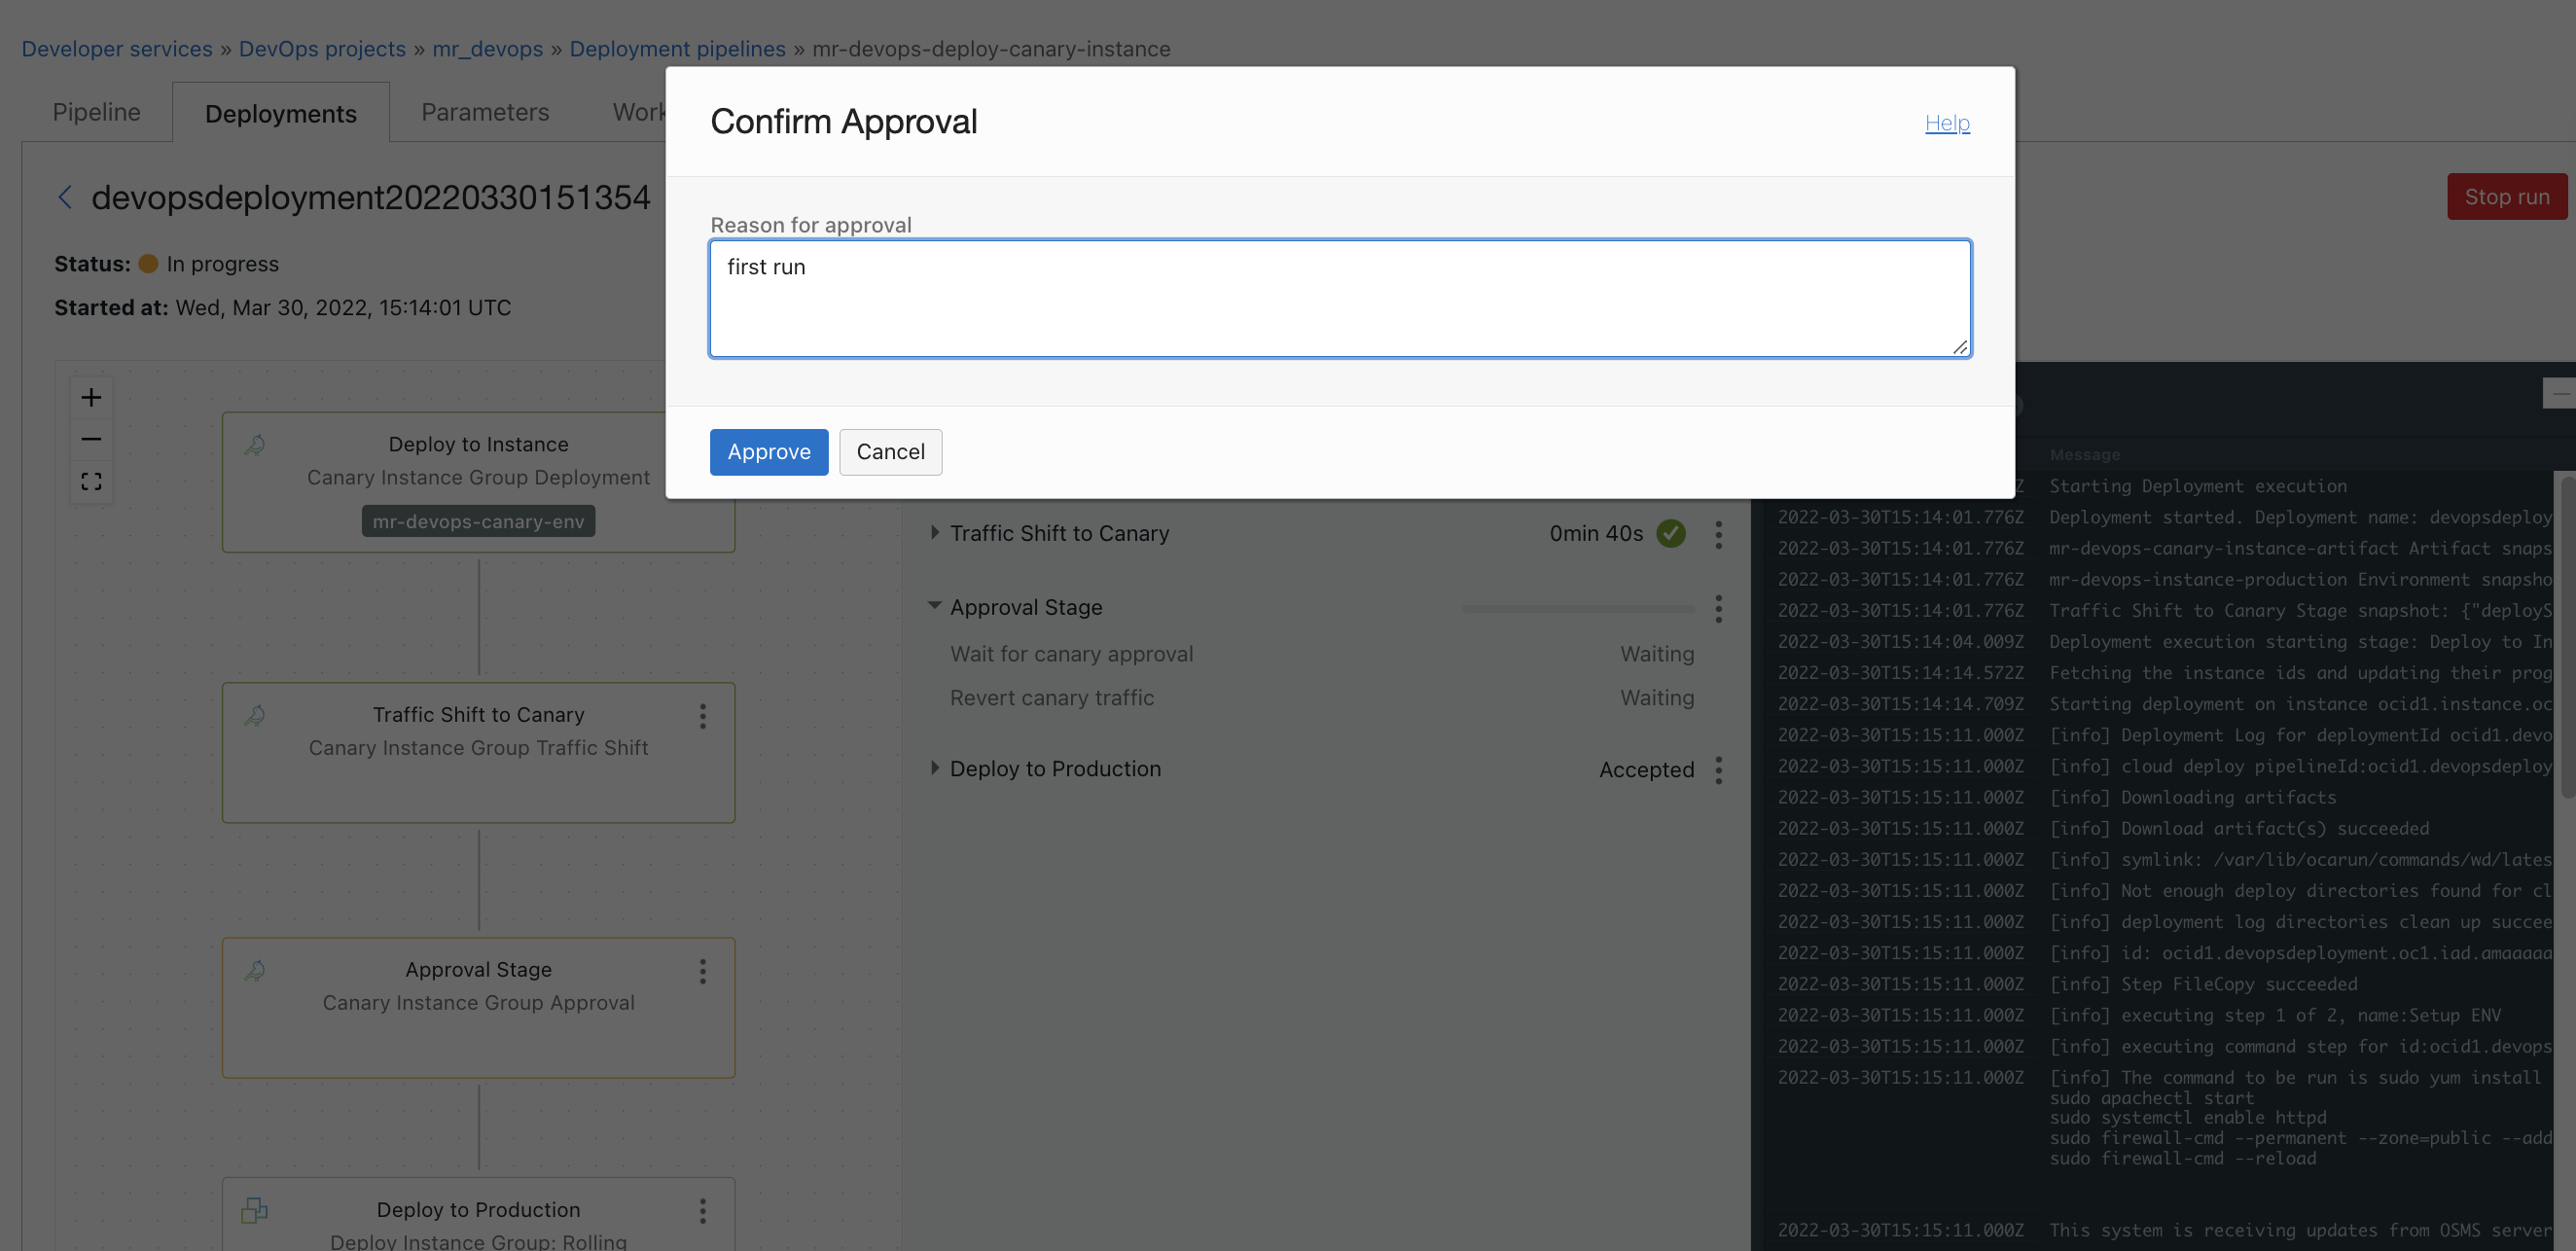 Developer services » DevOps projects » mr_devops » Deployment pipelines » mr-devops-deploy-canary-instance
Pipeline
Deployments
Parameters
Confirm Approval
Help
devopsdeployment20220330151354
Stop run
Status: In progress
Started at: Wed, Mar 30, 2022, 15:14:01 UTC
Reason for approval
first run
Approve
Cancel
Deploy to Instance
Canary Instance Group Deployment
mr-devops-canary-env
Traffic Shift to Canary
Canary Instance Group Traffic Shift
Approval Stage
Canary Instance Group Approval
Deploy to Production
Deploy Instance Group: Rolling
Traffic Shift to Canary 0min 40s
Approval Stage
Wait for canary approval Waiting
Revert canary traffic Waiting
Deploy to Production Accepted
Message
Starting Deployment execution
2022-03-30T15:14:01.776Z Deployment started. Deployment name: devopsdeploy
2022-03-30T15:14:01.776Z mr-devops-canary-instance-artifact Artifact snaps
2022-03-30T15:14:01.776Z mr-devops-instance-production Environment snapsho
2022-03-30T15:14:01.776Z Traffic Shift to Canary Stage snapshot: {"deployS
2022-03-30T15:14:04.009Z Deployment execution starting stage: Deploy to In
2022-03-30T15:14:14.572Z Fetching the instance ids and updating their prog
2022-03-30T15:14:14.709Z Starting deployment on instance ocid1.instance.oc
2022-03-30T15:15:11.000Z [info] Deployment Log for deploymentId ocid1.devo
2022-03-30T15:15:11.000Z [info] cloud deploy pipelineId:ocid1.devopsdeploy
2022-03-30T15:15:11.000Z [info] Downloading artifacts
2022-03-30T15:15:11.000Z [info] Download artifact(s) succeeded
2022-03-30T15:15:11.000Z [info] symlink: /var/lib/ocarun/commands/wd/lates
2022-03-30T15:15:11.000Z [info] Not enough deploy directories found for cl
2022-03-30T15:15:11.000Z [info] deployment log directories clean up succee
2022-03-30T15:15:11.000Z [info] id: ocid1.devopsdeployment.oc1.iad.amaaaaa
2022-03-30T15:15:11.000Z [info] Step FileCopy succeeded
2022-03-30T15:15:11.000Z [info] executing step 1 of 2, name:Setup ENV
2022-03-30T15:15:11.000Z [info] executing command step for id:ocid1.devops
2022-03-30T15:15:11.000Z [info] The command to be run is sudo yum install
sudo apachectl start
sudo systemctl enable httpd
sudo firewall-cmd --permanent --zone=public --add
sudo firewall-cmd --reload
2022-03-30T15:15:11.000Z This system is receiving updates from OSMS server